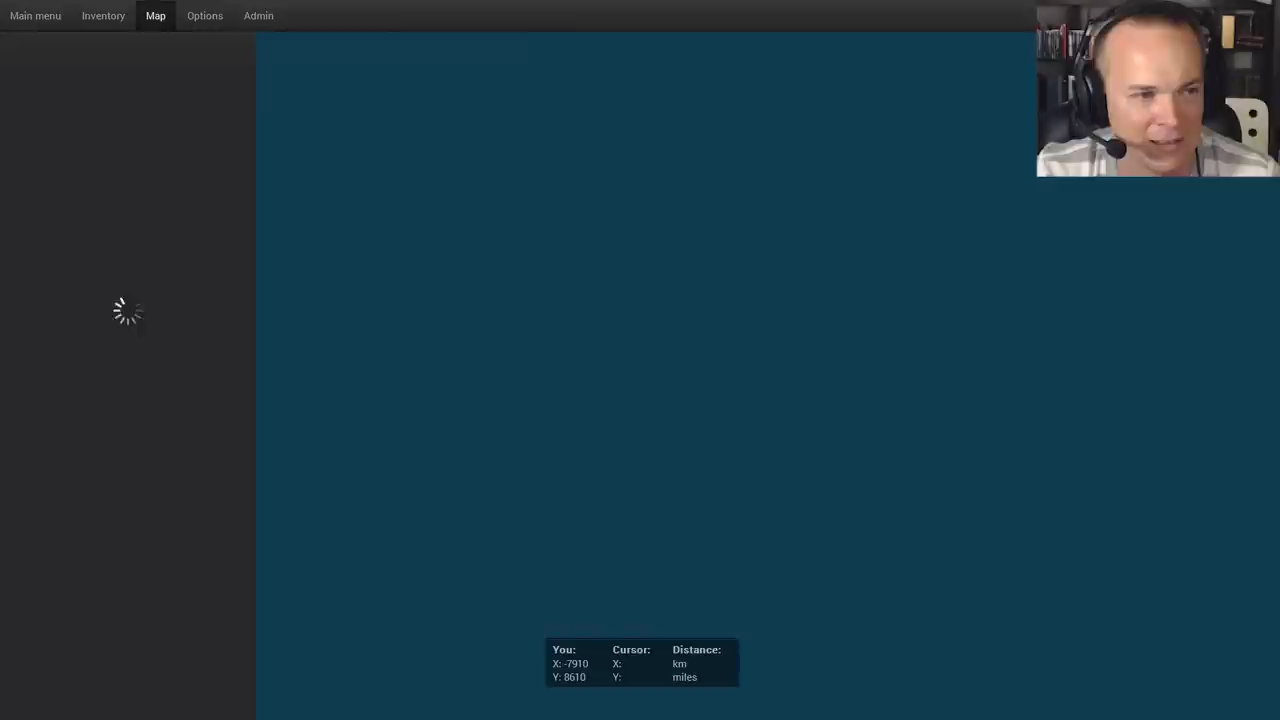 Main menu Inventory Map Options Admin
You: Cursor: Distance:
X: -7910 X: km
Y: 8610 Y: miles